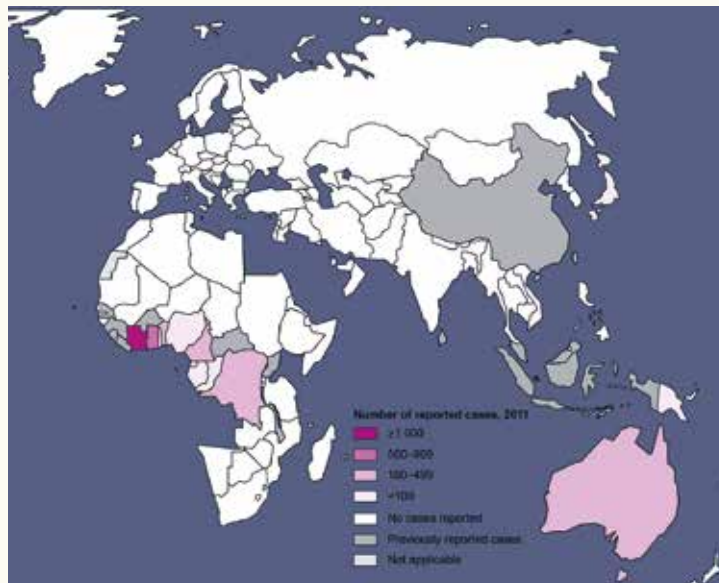 Number of reported cases, 2011
≥1 000
500–999
100–499
<100
No cases reported
Previously reported cases
Not applicable